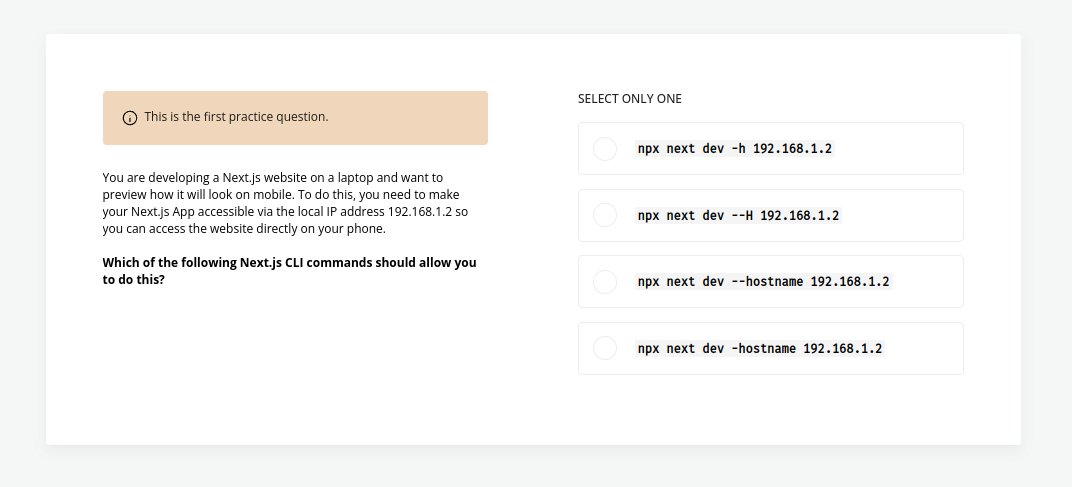 This is the first practice question.
You are developing a Next.js website on a laptop and want to
preview how it will look on mobile. To do this, you need to make
your Next.js App accessible via the local IP address 192.168.1.2 so
you can access the website directly on your phone.
Which of the following Next.js CLI commands should allow you
to do this?
SELECT ONLY ONE
npx next dev -h 192.168.1.2
npx next dev --H 192.168.1.2
npx next dev --hostname 192.168.1.2
npx next dev -hostname 192.168.1.2